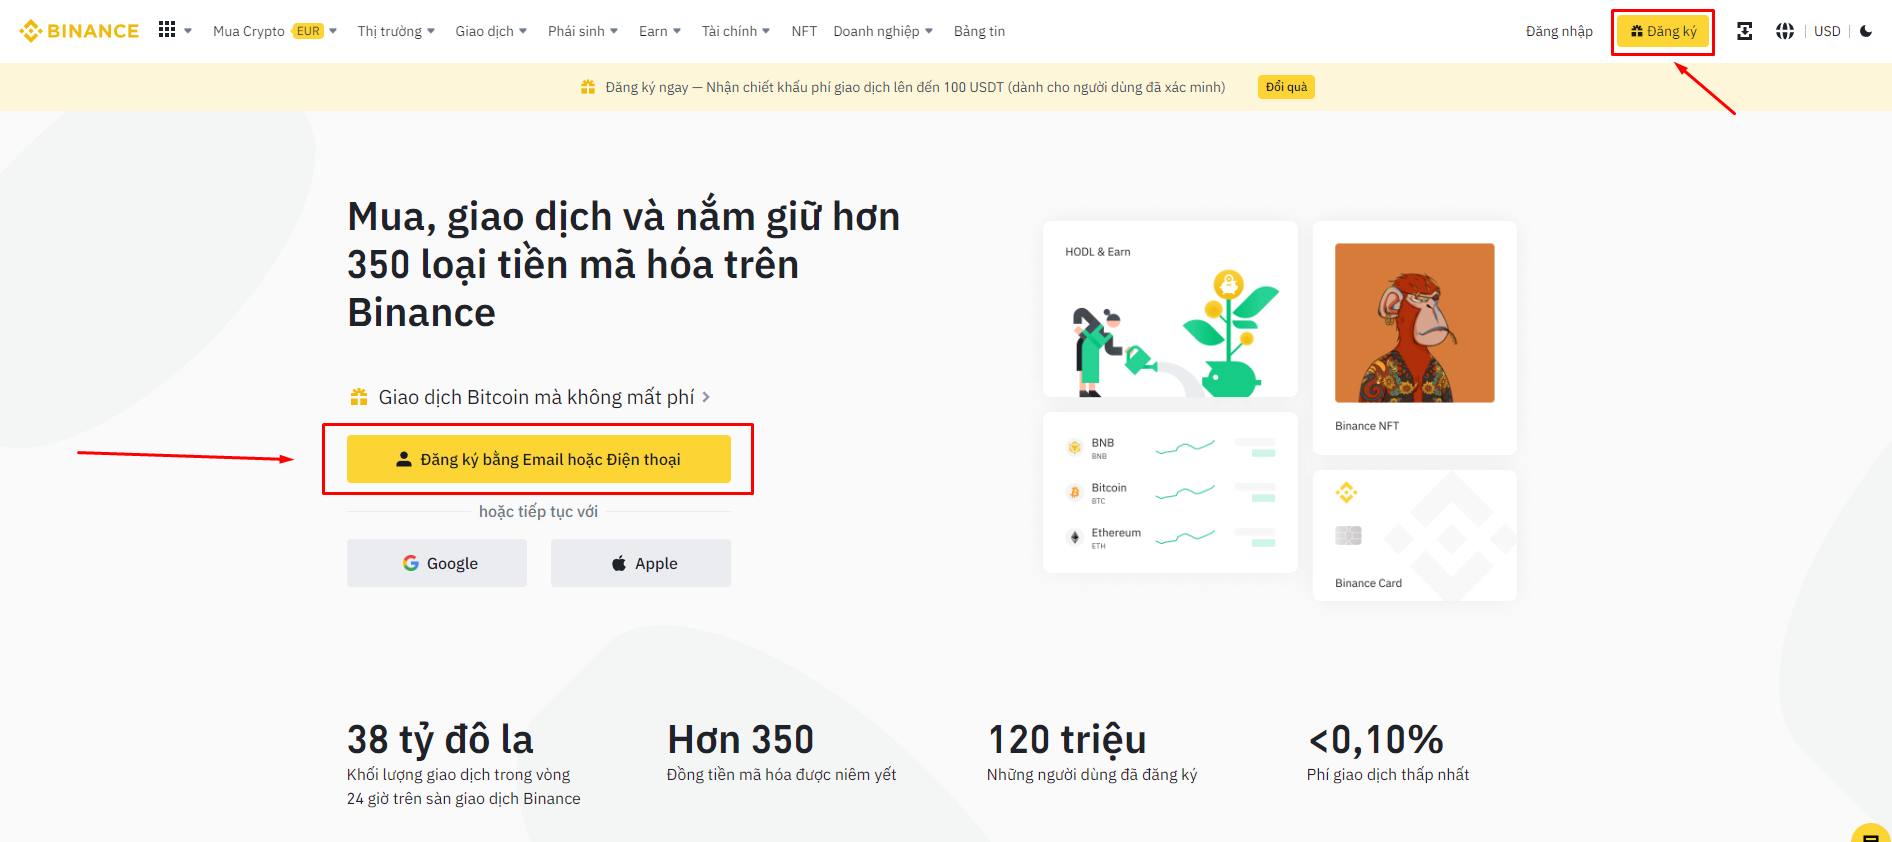 BINANCE
Mua Crypto EUR
Thị trường
Giao dịch
Phái sinh
Earn
Tài chính
NFT
Doanh nghiệp
Bảng tin
Đăng nhập
Đăng ký
USD
Đăng ký ngay — Nhận chiết khấu phí giao dịch lên đến 100 USDT (dành cho người dùng đã xác minh)
Đổi quà
Mua, giao dịch và nắm giữ hơn
350 loại tiền mã hóa trên
Binance
Giao dịch Bitcoin mà không mất phí
Đăng ký bằng Email hoặc Điện thoại
hoặc tiếp tục với
Google
Apple
HODL & Earn
BNB
BNB
Bitcoin
BTC
Ethereum
ETH
Binance NFT
Binance Card
38 tỷ đô la
Khối lượng giao dịch trong vòng
24 giờ trên sàn giao dịch Binance
Hơn 350
Đồng tiền mã hóa được niêm yết
120 triệu
Những người dùng đã đăng ký
<0,10%
Phí giao dịch thấp nhất